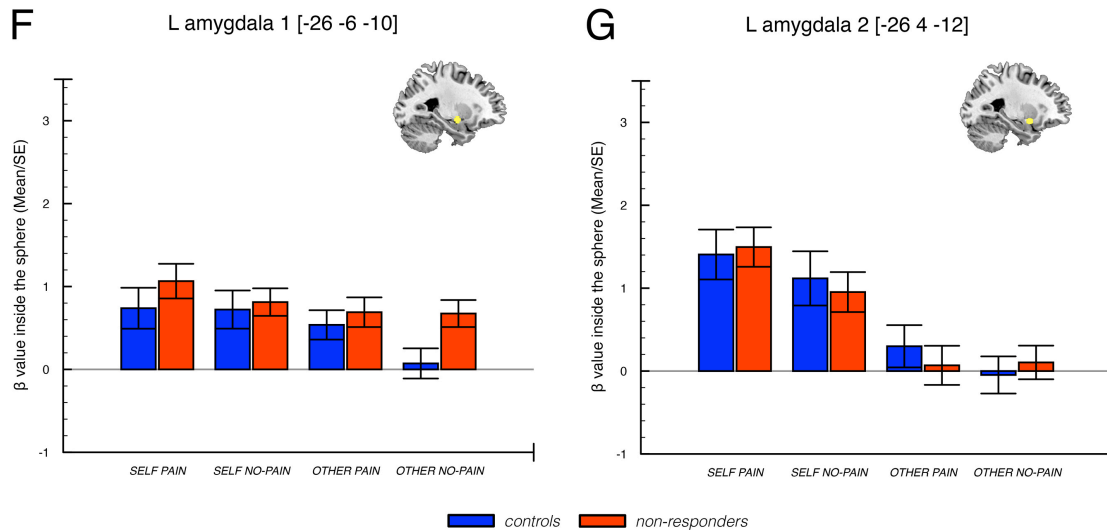 F
L amygdala 1 [-26 -6 -10]
β value inside the sphere (Mean/SE)
3
2
1
0
-1
SELF PAIN
SELF NO-PAIN
OTHER PAIN
OTHER NO-PAIN
G
L amygdala 2 [-26 4 -12]
β value inside the sphere (Mean/SE)
3
2
1
0
-1
SELF PAIN
SELF NO-PAIN
OTHER PAIN
OTHER NO-PAIN
controls
non-responders